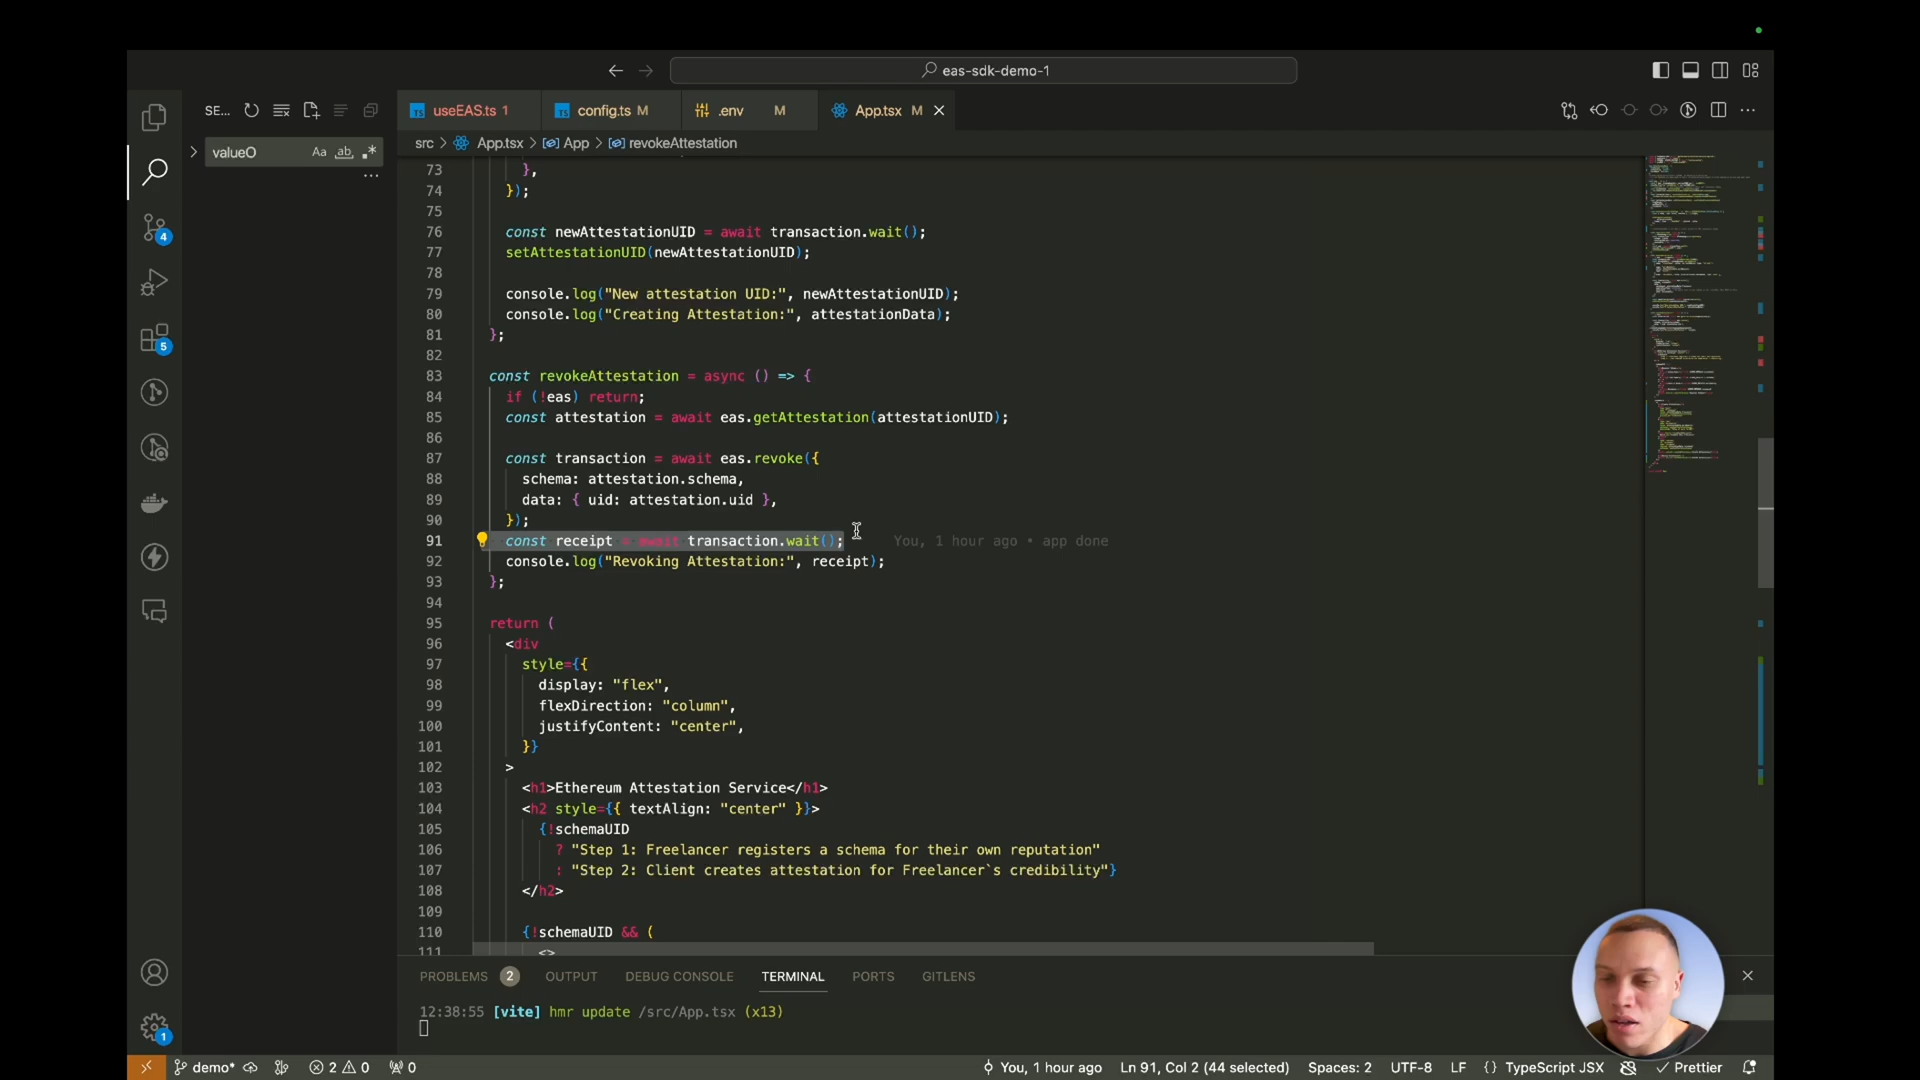 eas-sdk-demo-1
SE...
useEAS.ts 1
config.ts M
.env M
App.tsx M
valueO
Aa
ab
src > App.tsx > App > revokeAttestation
73 },
74 });
75
76 const newAttestationUID = await transaction.wait();
77 setAttestationUID(newAttestationUID);
78
79 console.log("New attestation UID:", newAttestationUID);
80 console.log("Creating Attestation:", attestationData);
81 };
82
83 const revokeAttestation = async () => {
84 if (!eas) return;
85 const attestation = await eas.getAttestation(attestationUID);
86
87 const transaction = await eas.revoke({
88 schema: attestation.schema,
89 data: { uid: attestation.uid },
90 });
91 const receipt = await transaction.wait(); You, 1 hour ago • app done
92 console.log("Revoking Attestation:", receipt);
93 };
94
95 return (
96 <div
97 style={{
98 display: "flex",
99 flexDirection: "column",
100 justifyContent: "center",
101 }}
102 >
103 <h1>Ethereum Attestation Service</h1>
104 <h2 style={{ textAlign: "center" }}>
105 {!schemaUID
106 ? "Step 1: Freelancer registers a schema for their own reputation"
107 : "Step 2: Client creates attestation for Freelancer`s credibility"}
108 </h2>
109
110 {!schemaUID && (
111 <>
4
5
1
PROBLEMS 2 OUTPUT DEBUG CONSOLE TERMINAL PORTS GITLENS
12:38:55 [vite] hmr update /src/App.tsx (x13)
demo* 2 0 0 You, 1 hour ago Ln 91, Col 2 (44 selected) Spaces: 2 UTF-8 LF {} TypeScript JSX Prettier